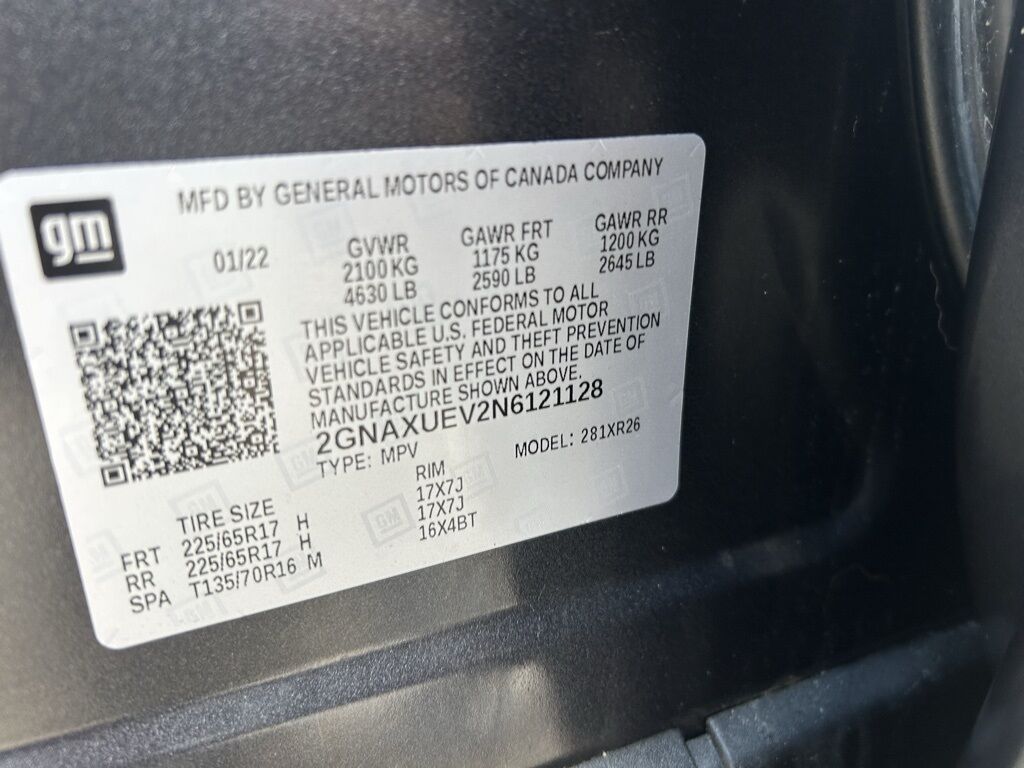 gm
MFD BY GENERAL MOTORS OF CANADA COMPANY
01/22
GVWR
2100 KG
4630 LB
GAWR FRT
1175 KG
2590 LB
GAWR RR
1200 KG
2645 LB
THIS VEHICLE CONFORMS TO ALL
APPLICABLE U.S. FEDERAL MOTOR
VEHICLE SAFETY AND THEFT PREVENTION
STANDARDS IN EFFECT ON THE DATE OF
MANUFACTURE SHOWN ABOVE.
2GNAXUEV2N6121128
TYPE: MPV
MODEL: 281XR26
TIRE SIZE RIM
FRT 225/65R17 H 17X7J
RR 225/65R17 H 17X7J
SPA T135/70R16 M 16X4BT